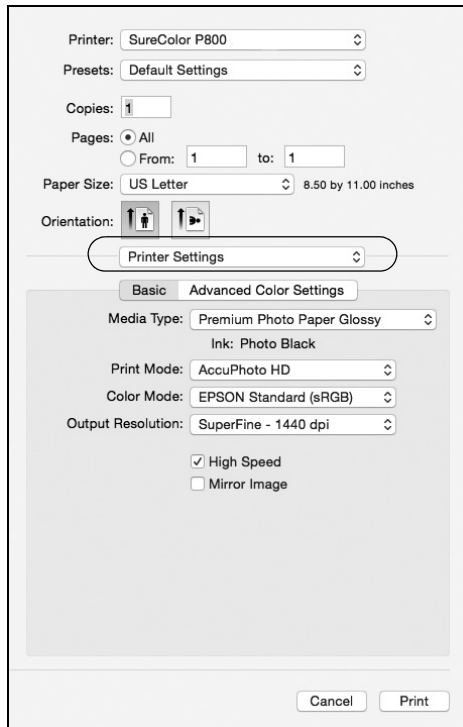 Printer: SureColor P800
Presets: Default Settings
Copies: 1
Pages: All
From: 1 to: 1
Paper Size: US Letter 8.50 by 11.00 inches
Orientation:
Printer Settings
Basic Advanced Color Settings
Media Type: Premium Photo Paper Glossy
Ink: Photo Black
Print Mode: AccuPhoto HD
Color Mode: EPSON Standard (sRGB)
Output Resolution: SuperFine - 1440 dpi
High Speed
Mirror Image
Cancel Print